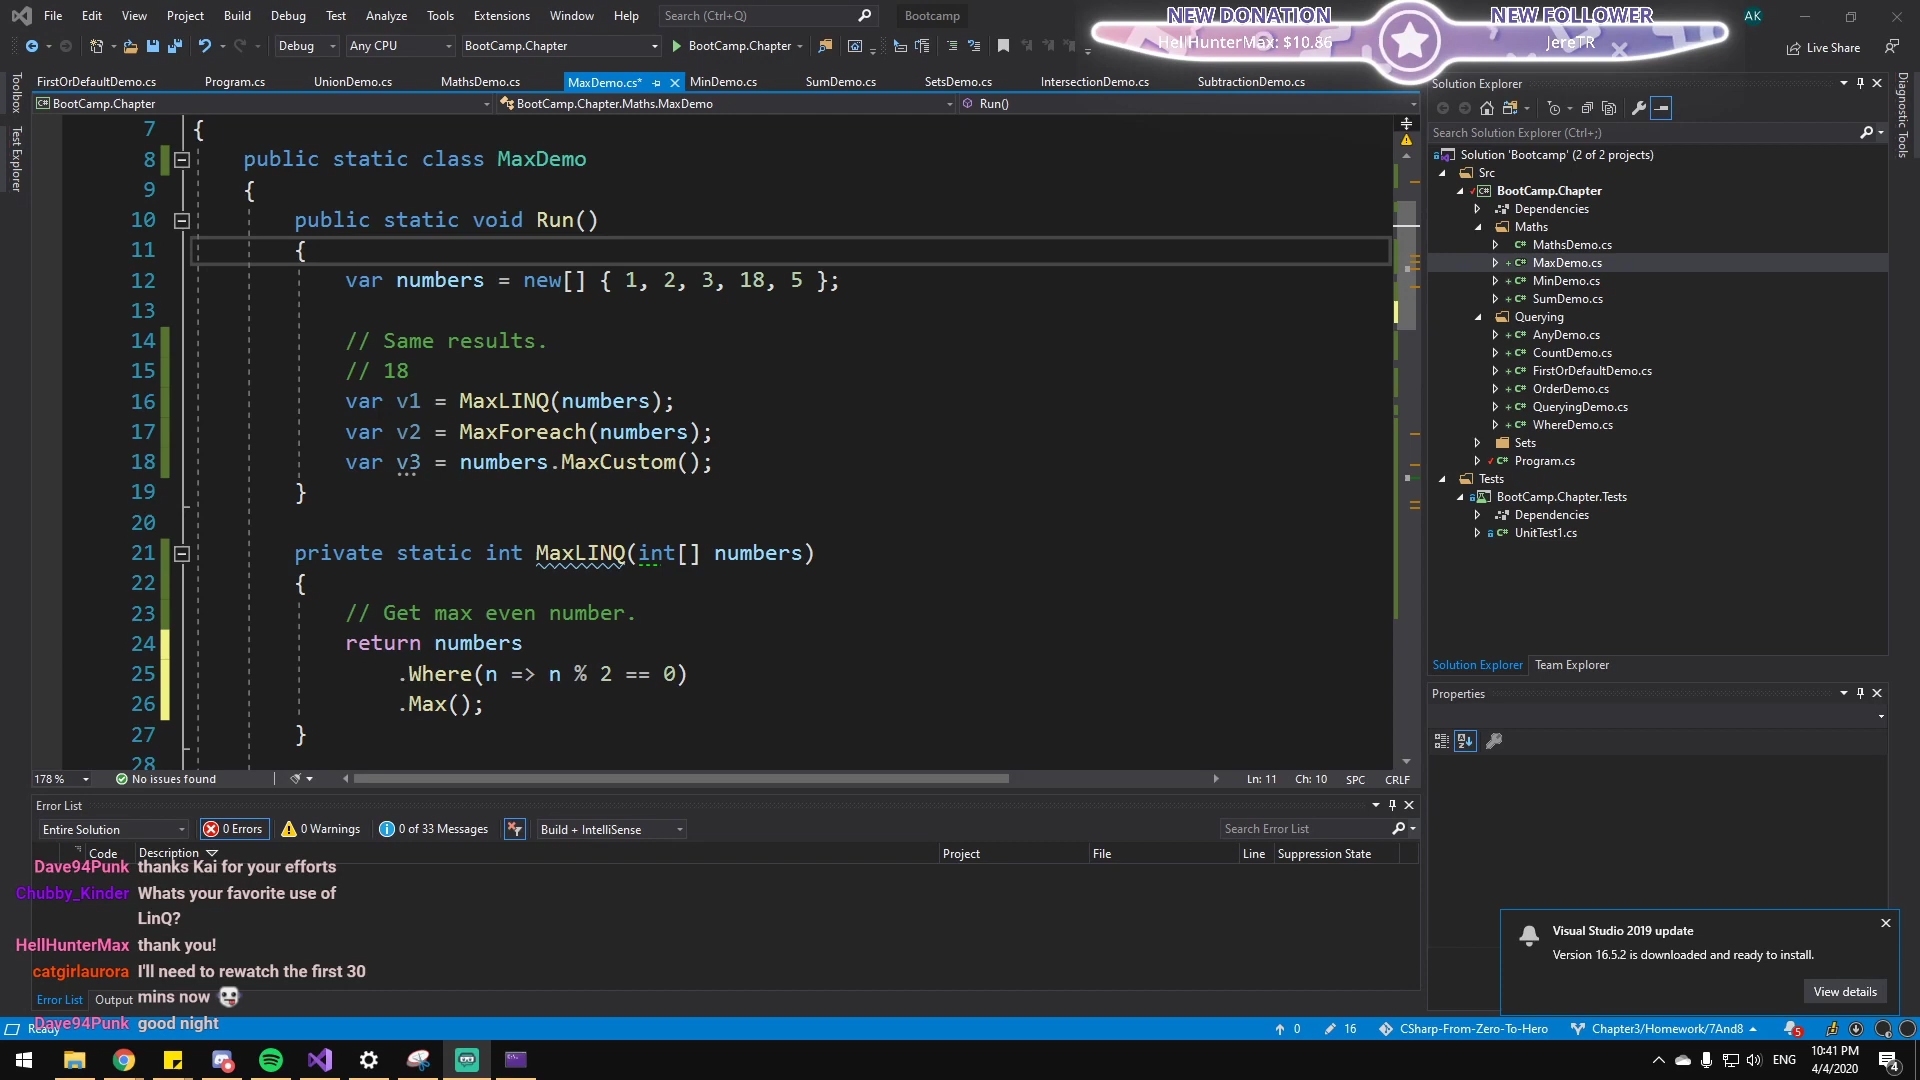 File Edit View Project Build Debug Test Analyze Tools Extensions Window Help Search (Ctrl+Q) Bootcamp
NEW DONATION
HellHunterMax: $10.86
NEW FOLLOWER
JereTR
AK
Debug Any CPU BootCamp.Chapter BootCamp.Chapter Live Share
FirstOrDefaultDemo.cs Program.cs UnionDemo.cs MathsDemo.cs MaxDemo.cs* MinDemo.cs SumDemo.cs SetsDemo.cs IntersectionDemo.cs SubtractionDemo.cs
BootCamp.Chapter BootCamp.Chapter.Maths.MaxDemo Run()
Toolbox
Test Explorer
7 {
8 public static class MaxDemo
9 {
10 public static void Run()
11 {
12 var numbers = new[] { 1, 2, 3, 18, 5 };
13
14 // Same results.
15 // 18
16 var v1 = MaxLINQ(numbers);
17 var v2 = MaxForeach(numbers);
18 var v3 = numbers.MaxCustom();
19 }
20
21 private static int MaxLINQ(int[] numbers)
22 {
23 // Get max even number.
24 return numbers
25 .Where(n => n % 2 == 0)
26 .Max();
27 }
28
178 % No issues found Ln: 11 Ch: 10 SPC CRLF
Solution Explorer
Search Solution Explorer (Ctrl+;)
Solution 'Bootcamp' (2 of 2 projects)
Src
BootCamp.Chapter
Dependencies
Maths
MathsDemo.cs
MaxDemo.cs
MinDemo.cs
SumDemo.cs
Querying
AnyDemo.cs
CountDemo.cs
FirstOrDefaultDemo.cs
OrderDemo.cs
QueryingDemo.cs
WhereDemo.cs
Sets
Program.cs
Tests
BootCamp.Chapter.Tests
Dependencies
UnitTest1.cs
Solution Explorer Team Explorer
Diagnostic Tools
Properties
Error List
Entire Solution 0 Errors 0 Warnings 0 of 33 Messages Build + IntelliSense Search Error List
Code Description Project File Line Suppression State
Dave94Punk thanks Kai for your efforts
Chubby_Kinder Whats your favorite use of
LinQ?
HellHunterMax thank you!
catgirlaurora I'll need to rewatch the first 30
mins now
Dave94Punk good night
Error List Output
Visual Studio 2019 update
Version 16.5.2 is downloaded and ready to install.
View details
Ready 0 16 CSharp-From-Zero-To-Hero Chapter3/Homework/7And8 5
ENG 10:41 PM
4/4/2020
4